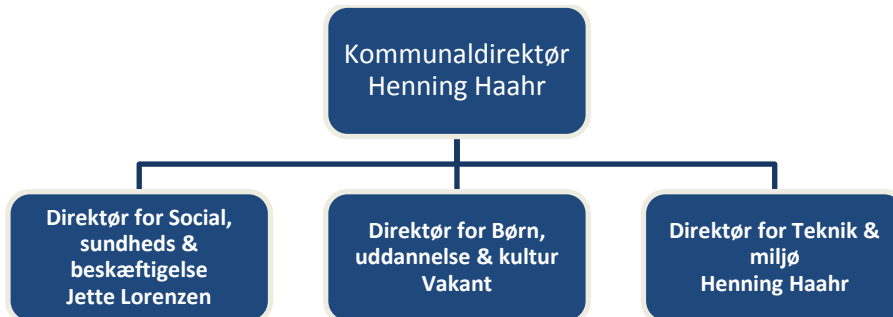 Kommunaldirektør
Henning Haahr
Direktør for Social,
sundheds &
beskæftigelse
Jette Lorenzen
Direktør for Børn,
uddannelse & kultur
Vakant
Direktør for Teknik &
miljø
Henning Haahr